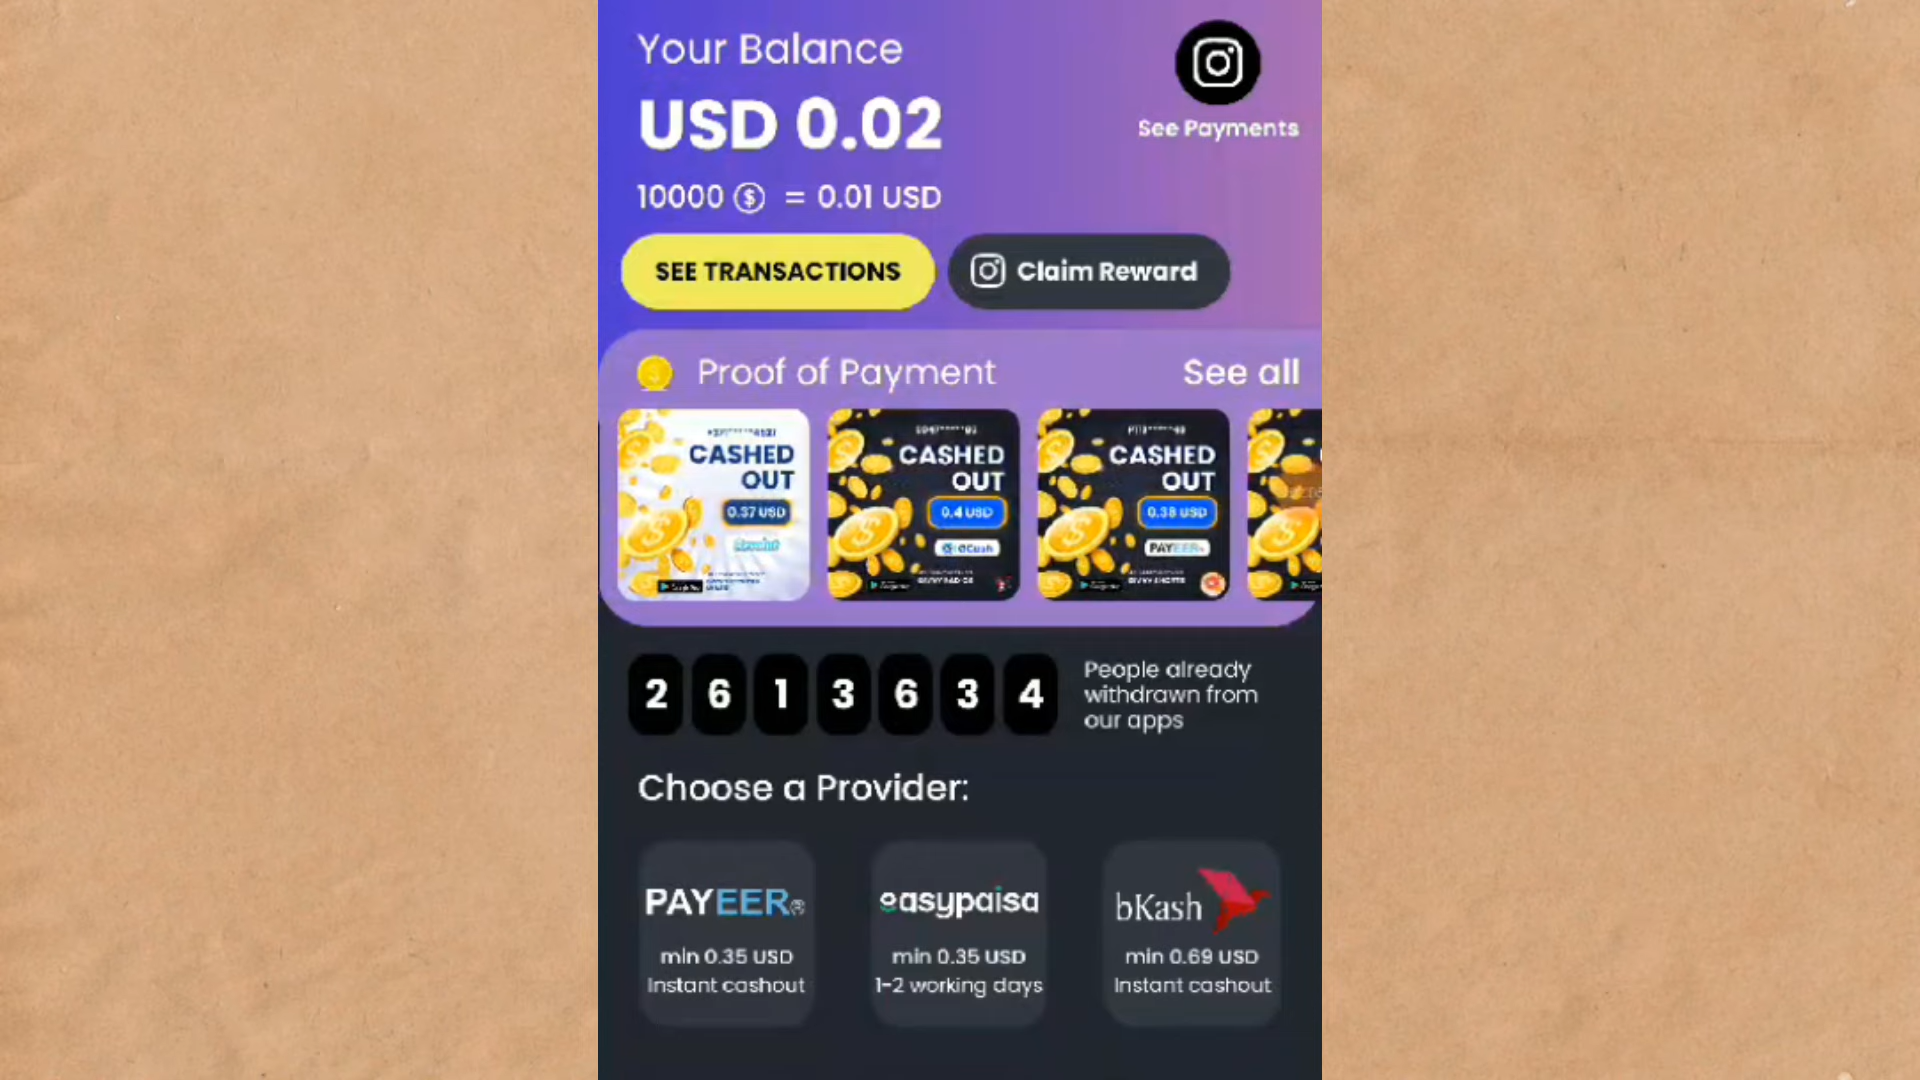 Your Balance
USD 0.02
See Payments
10000 $ = 0.01 USD
SEE TRANSACTIONS
Claim Reward
Proof of Payment
See all
CASHED
OUT
0.37 USD
Revolut
CASHED
OUT
0.4 USD
GCash
CASHED
OUT
0.38 USD
PAYEER
2 6 1 3 6 3 4
People already
withdrawn from
our apps
Choose a Provider:
PAYEER
min 0.35 USD
Instant cashout
easypaisa
min 0.35 USD
1-2 working days
bKash
min 0.69 USD
Instant cashout